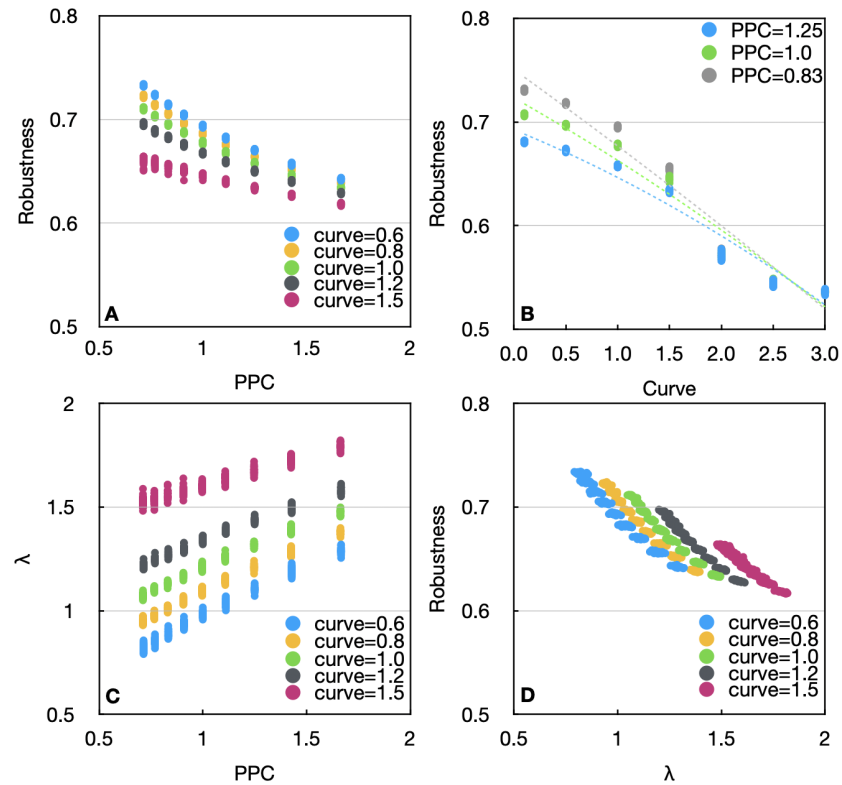 0.8
0.7
0.6
0.5
Robustness
curve=0.6
curve=0.8
curve=1.0
curve=1.2
curve=1.5
A
0.5
1
1.5
2
PPC
0.8
0.7
0.6
0.5
Robustness
PPC=1.25
PPC=1.0
PPC=0.83
B
0.0
0.5
1.0
1.5
2.0
2.5
3.0
Curve
2
1.5
1
0.5
λ
curve=0.6
curve=0.8
curve=1.0
curve=1.2
curve=1.5
C
0.5
1
1.5
2
PPC
0.8
0.7
0.6
0.5
Robustness
curve=0.6
curve=0.8
curve=1.0
curve=1.2
curve=1.5
D
0.5
1
1.5
2
λ